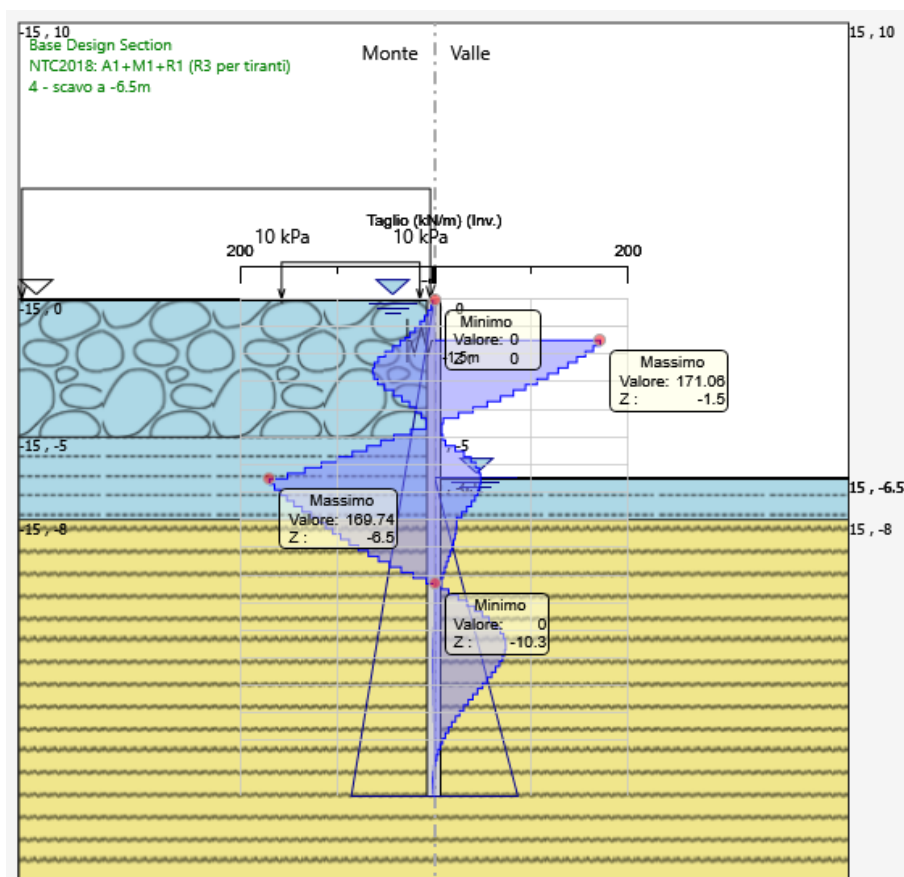 -15 , 10
15 , 10
Base Design Section
NTC2018: A1+M1+R1 (R3 per tiranti)
4 - scavo a -6.5m
Monte
Valle
Taglio (kN/m) (Inv.)
10 kPa
10 kPa
200
0
200
-15, 0
0
Minimo
Valore: 0
Z : 0
-1.5m
Massimo
Valore: 171.06
Z : -1.5
-15 , -5
-5
15 , -6.5
Massimo
Valore: 169.74
Z : -6.5
-15 , -8
15 , -8
Minimo
Valore: 0
Z : -10.3